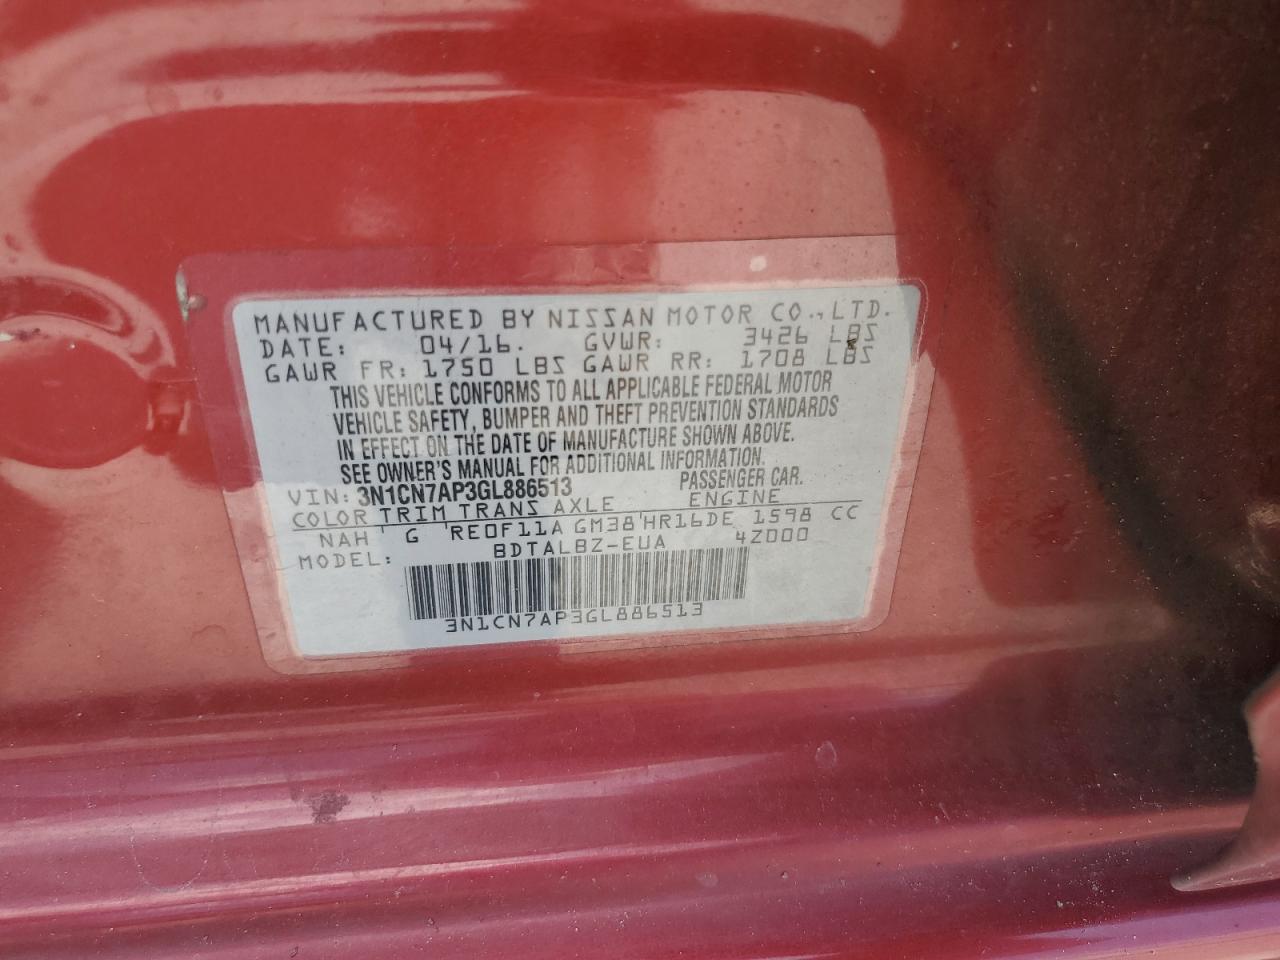 MANUFACTURED BY NISSAN MOTOR CO., LTD.
DATE: 04/16. GVWR: 3426 LBS
GAWR FR: 1750 LBS GAWR RR: 1708 LBS
THIS VEHICLE CONFORMS TO ALL APPLICABLE FEDERAL MOTOR
VEHICLE SAFETY, BUMPER AND THEFT PREVENTION STANDARDS
IN EFFECT ON THE DATE OF MANUFACTURE SHOWN ABOVE.
SEE OWNER'S MANUAL FOR ADDITIONAL INFORMATION.
VIN: 3N1CN7AP3GL886513 PASSENGER CAR.
COLOR TRIM TRANS AXLE ENGINE
NAH G RE0F11A GM38 HR16DE 1598 CC
MODEL: BDTALBZ-EUA 4Z000
3N1CN7AP3GL886513